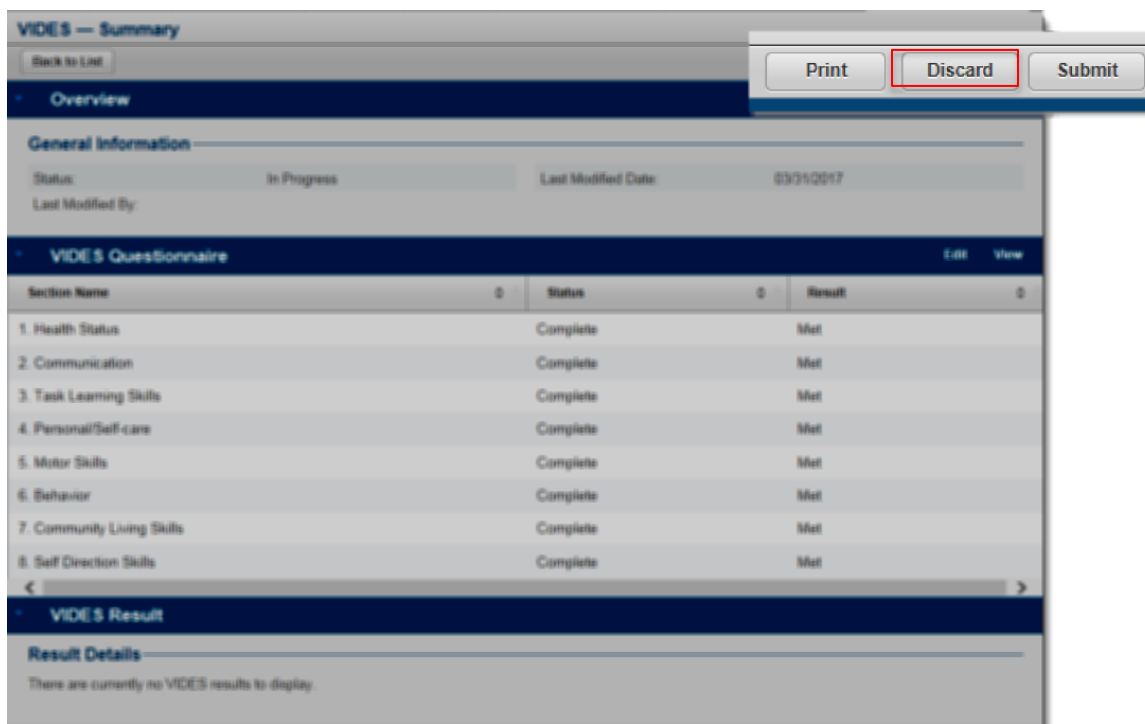 VIDES — Summary
Back to List
Print Discard Submit
Overview
General Information
Status: In Progress Last Modified Date: 03/31/2017
Last Modified By:
VIDES Questionnaire Edit View
Section Name Status Result
1. Health Status Complete Met
2. Communication Complete Met
3. Task Learning Skills Complete Met
4. Personal/Self-care Complete Met
5. Motor Skills Complete Met
6. Behavior Complete Met
7. Community Living Skills Complete Met
8. Self Direction Skills Complete Met
VIDES Result
Result Details
There are currently no VIDES results to display.